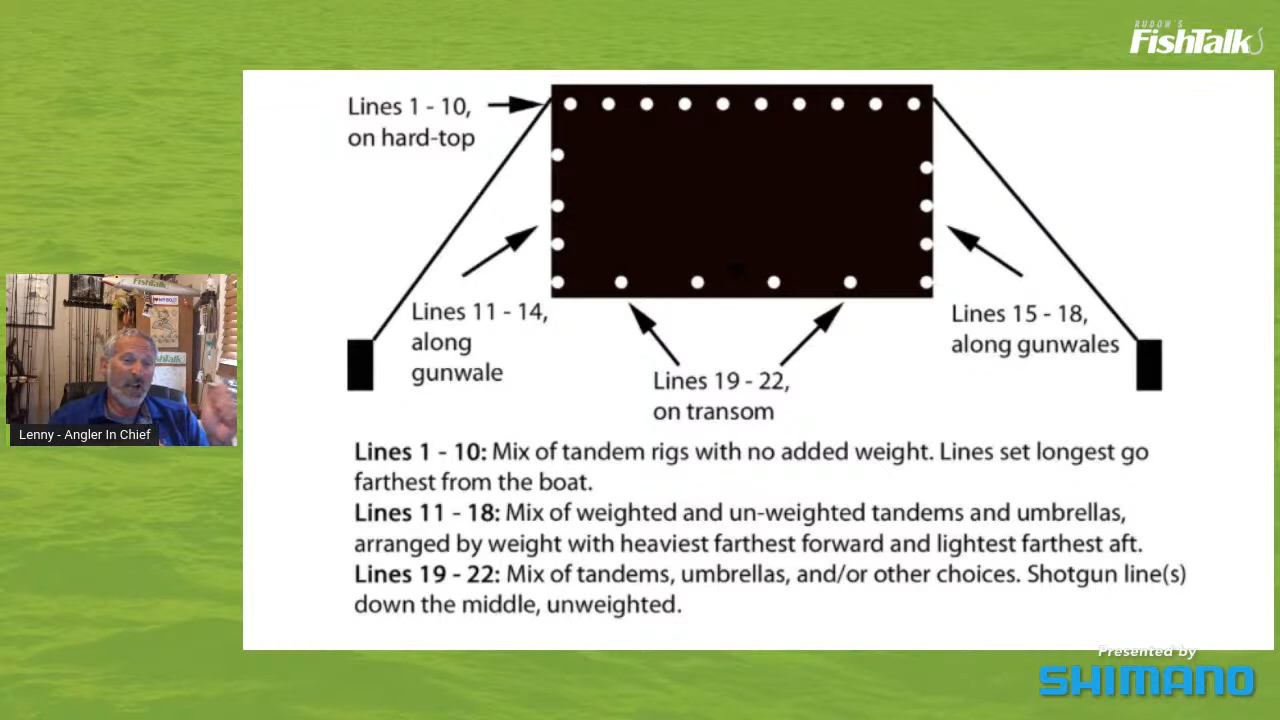 RUDOW'S
FishTalk
Lines 1 - 10,
on hard-top
Lines 11 - 14,
along
gunwale
Lines 15 - 18,
along gunwales
Lines 19 - 22,
on transom
Lines 1 - 10: Mix of tandem rigs with no added weight. Lines set longest go
farthest from the boat.
Lines 11 - 18: Mix of weighted and un-weighted tandems and umbrellas,
arranged by weight with heaviest farthest forward and lightest farthest aft.
Lines 19 - 22: Mix of tandems, umbrellas, and/or other choices. Shotgun line(s)
down the middle, unweighted.
FishTalk
Lenny - Angler In Chief
Presented by
SHIMANO